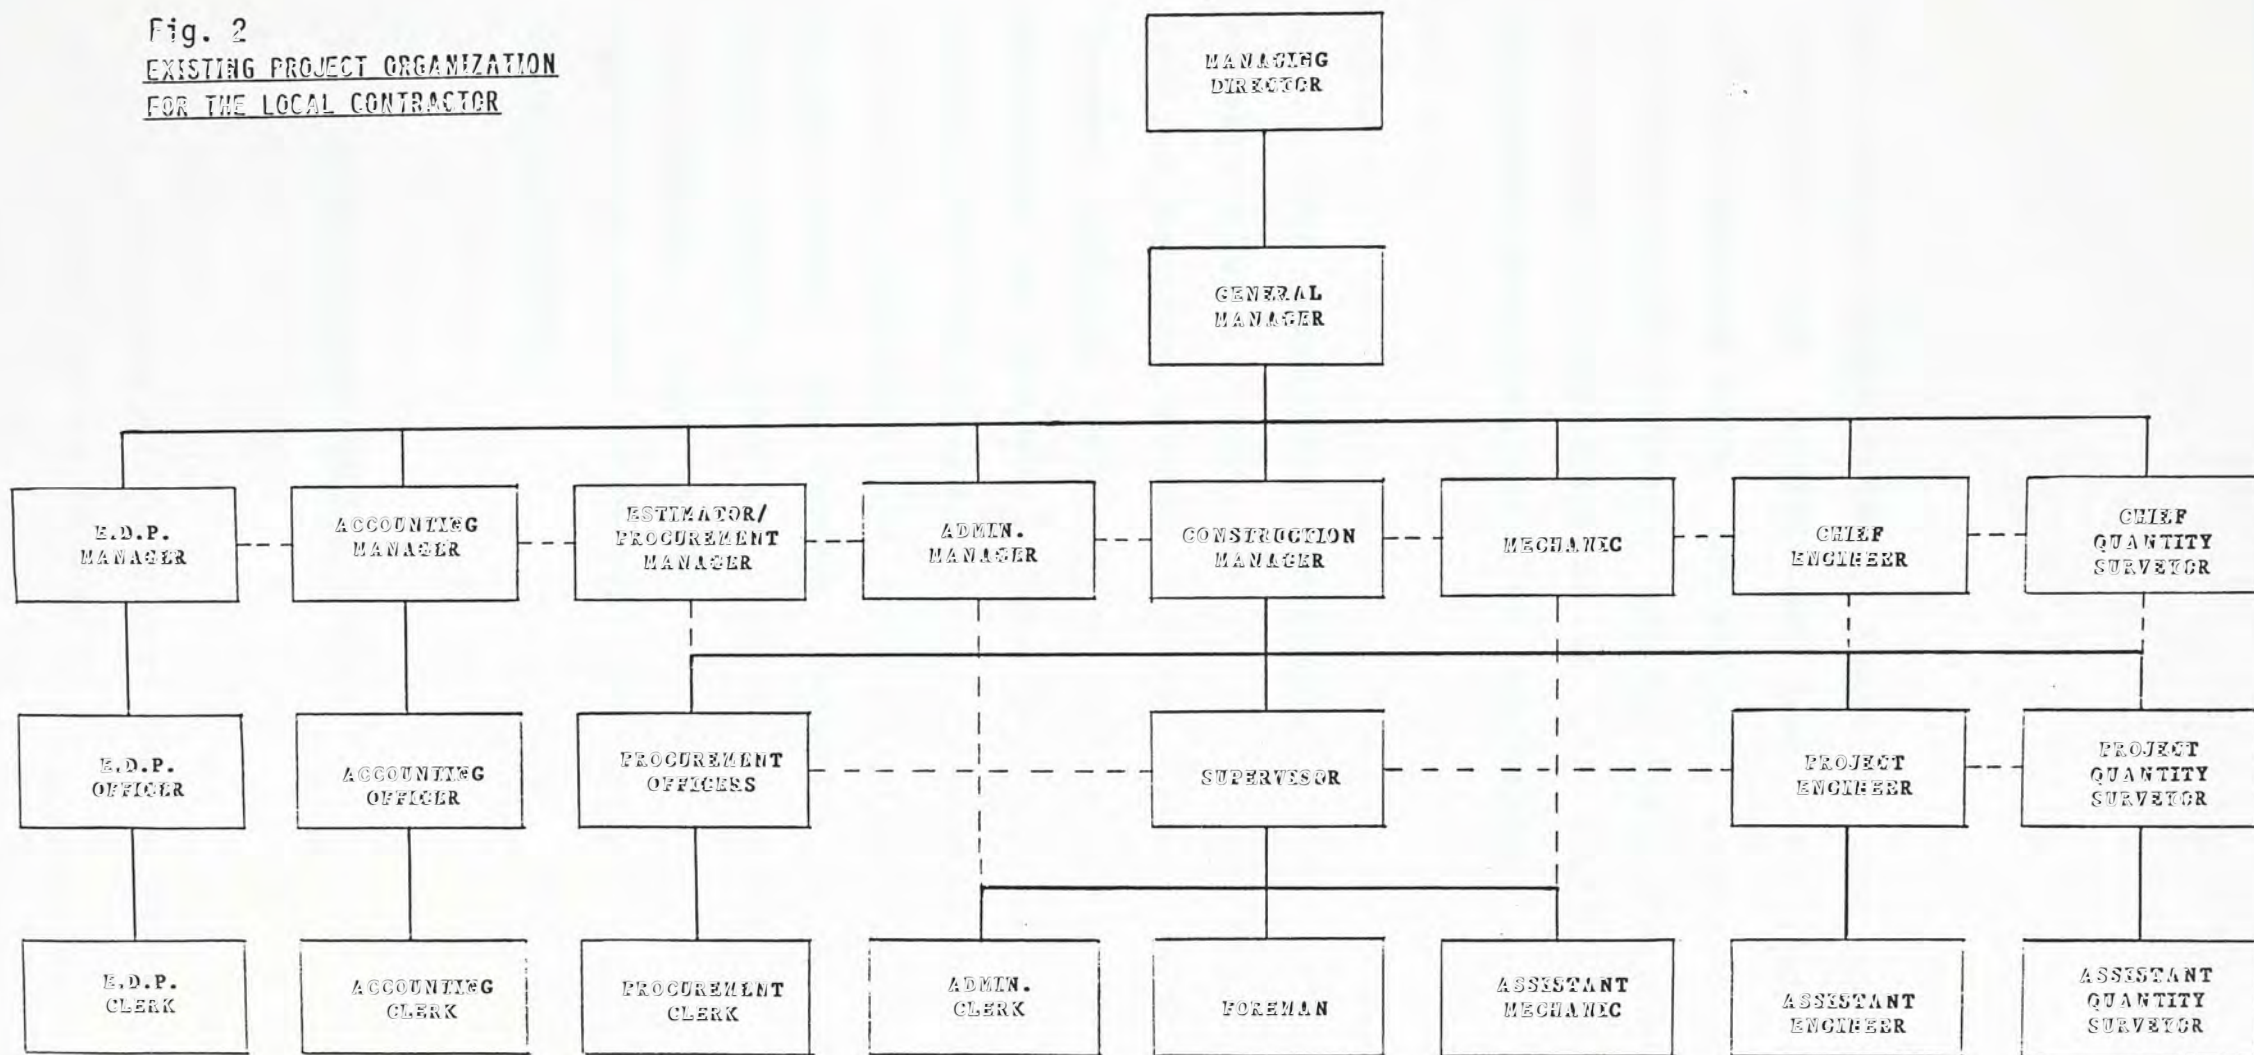 Fig. 2
EXISTING PROJECT ORGANIZATION
FOR THE LOCAL CONTRACTOR
MANAGING
DIRECTOR
GENERAL
MANAGER
E.D.P.
MANAGER
ACCOUNTING
MANAGER
ESTIMATOR/
PROCUREMENT
MANAGER
ADMIN.
MANAGER
CONSTRUCTION
MANAGER
MECHANIC
CHIEF
ENGINEER
CHIEF
QUANTITY
SURVEYOR
E.D.P.
OFFICER
ACCOUNTING
OFFICER
PROCUREMENT
OFFICERS
SUPERVISOR
PROJECT
ENGINEER
PROJECT
QUANTITY
SURVEYOR
E.D.P.
CLERK
ACCOUNTING
CLERK
PROCUREMENT
CLERK
ADMIN.
CLERK
FOREMAN
ASSISTANT
MECHANIC
ASSISTANT
ENGINEER
ASSISTANT
QUANTITY
SURVEYOR